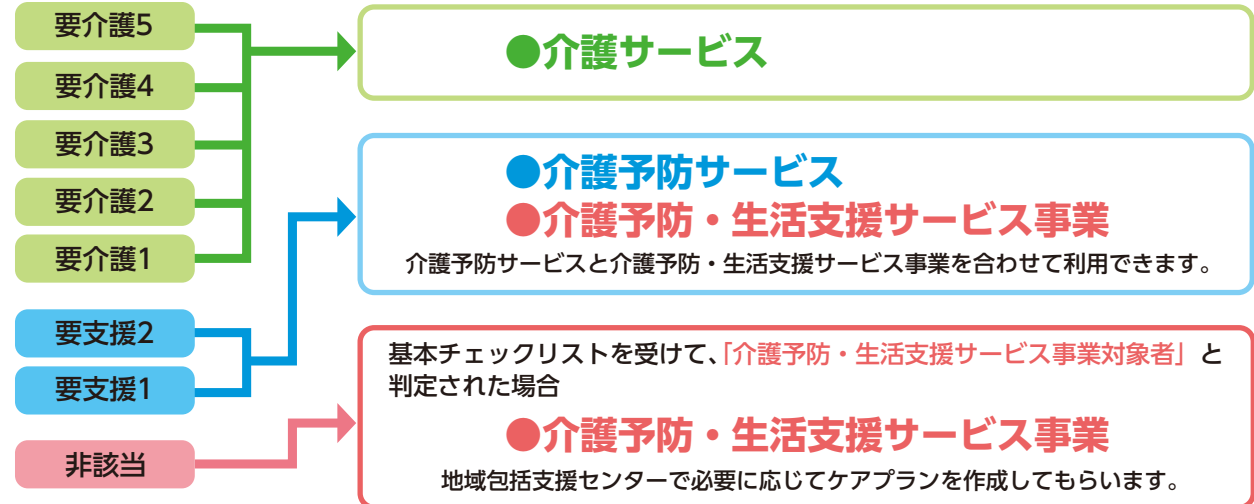 要介護5
要介護4
要介護3
要介護2
要介護1
●介護サービス
要支援2
要支援1
●介護予防サービス
●介護予防・生活支援サービス事業
介護予防サービスと介護予防・生活支援サービス事業を合わせて利用できます。
非該当
基本チェックリストを受けて、「介護予防・生活支援サービス事業対象者」と
判定された場合
●介護予防・生活支援サービス事業
地域包括支援センターで必要に応じてケアプランを作成してもらいます。